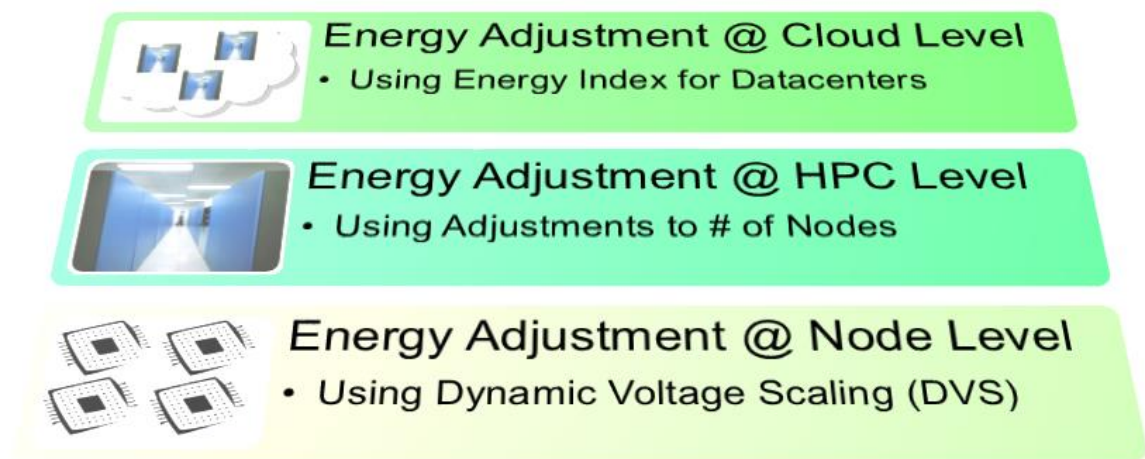 Energy Adjustment @ Cloud Level
• Using Energy Index for Datacenters
Energy Adjustment @ HPC Level
• Using Adjustments to # of Nodes
Energy Adjustment @ Node Level
• Using Dynamic Voltage Scaling (DVS)